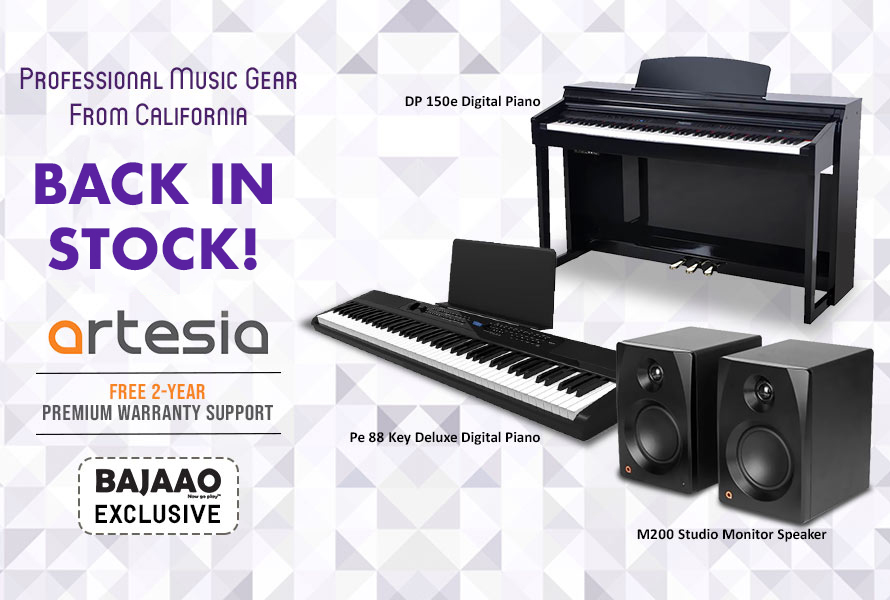 Professional Music Gear
From California
BACK IN
STOCK!
artesia
FREE 2-YEAR
PREMIUM WARRANTY SUPPORT
BAJAAO
Now go play™
EXCLUSIVE
DP 150e Digital Piano
Pe 88 Key Deluxe Digital Piano
M200 Studio Monitor Speaker